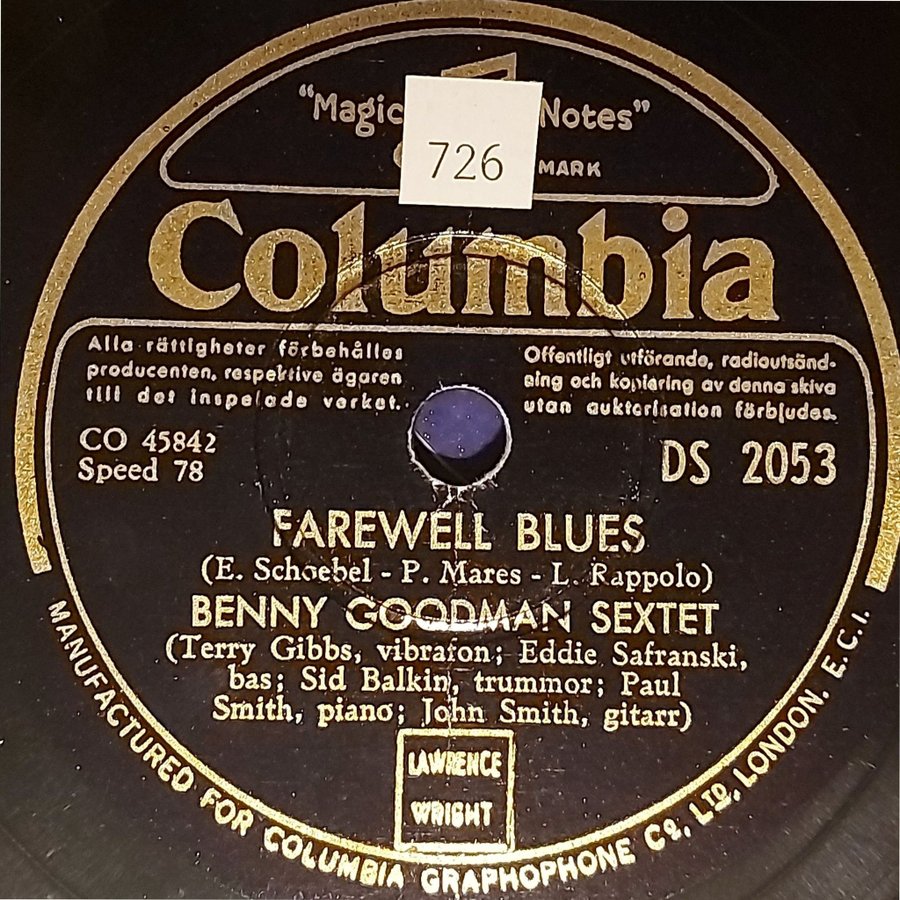 "Magic Notes"
726
MARK
Columbia
Alla rättigheter förbehålles
producenten, respektive ägaren
till det inspelade verket.
Offentligt utförande, radioutsänd-
ning och kopiering av denna skiva
utan auktorisation förbjudes.
CO 45842
Speed 78
DS 2053
FAREWELL BLUES
(E. Schoebel - P. Mares - L. Rappolo)
BENNY GOODMAN SEXTET
(Terry Gibbs, vibrafon; Eddie Safranski,
bas; Sid Balkin, trummor; Paul
Smith, piano; John Smith, gitarr)
LAWRENCE
WRIGHT
MANUFACTURED FOR COLUMBIA GRAPHOPHONE Co., LTD, LONDON. E.C.1.